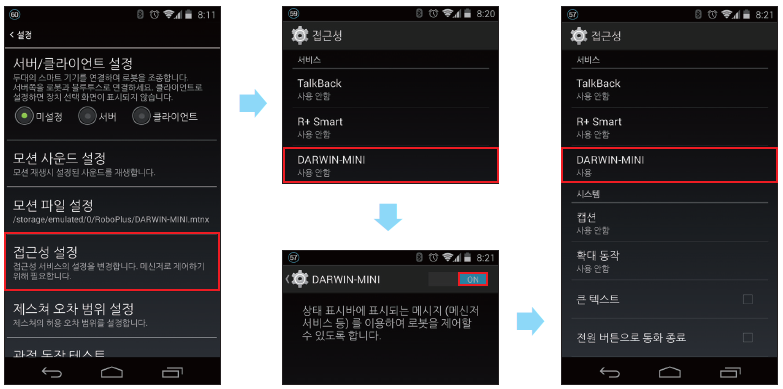 60
8:11
< 설정
서버/클라이언트 설정
두대의 스마트 기기를 연결하여 로봇을 조종합니다.
서버쪽을 로봇과 블루투스로 연결하세요. 클라이언트로
설정하면 장치 선택 화면이 표시되지 않습니다.
미설정
서버
클라이언트
모션 사운드 설정
모션 재생시 설정된 사운드를 재생합니다.
모션 파일 설정
/storage/emulated/0/RoboPlus/DARWIN-MINI.mtnx
접근성 설정
접근성 서비스의 설정을 변경합니다. 메신저로 제어하기
위해 필요합니다.
제스쳐 오차 범위 설정
제스쳐의 허용 오차 범위를 설정합니다.
관절 동작 테스트
59
8:20
접근성
서비스
TalkBack
사용 안함
R+ Smart
사용 안함
DARWIN-MINI
사용 안함
57
8:21
DARWIN-MINI
ON
상태 표시바에 표시되는 메시지 (메신저
서비스 등) 를 이용하여 로봇을 제어할
수 있도록 합니다.
57
8:21
접근성
서비스
TalkBack
사용 안함
R+ Smart
사용 안함
DARWIN-MINI
사용
시스템
캡션
사용 안함
확대 동작
사용 안함
큰 텍스트
전원 버튼으로 통화 종료